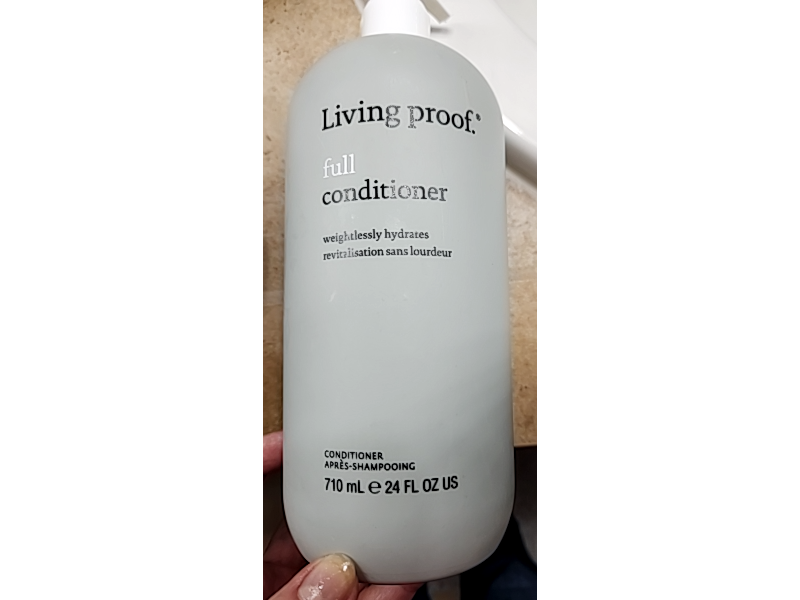 Living proof.®
full
conditioner
weightlessly hydrates
revitalisation sans lourdeur
CONDITIONER
APRÈS-SHAMPOOING
710 mL ℮ 24 FL OZ US